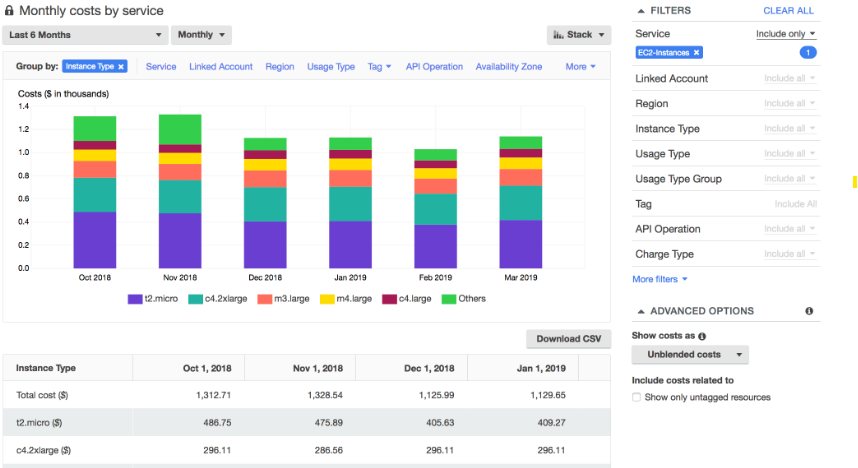 Monthly costs by service
Last 6 Months Monthly Stack
Group by: Instance Type × Service Linked Account Region Usage Type Tag API Operation Availability Zone More
Costs ($ in thousands)
1.4
1.2
1.0
0.8
0.6
0.4
0.2
0.0
Oct 2018 Nov 2018 Dec 2018 Jan 2019 Feb 2019 Mar 2019
t2.micro c4.2xlarge m3.large m4.large c4.large Others
Download CSV
Instance Type Oct 1, 2018 Nov 1, 2018 Dec 1, 2018 Jan 1, 2019
Total cost ($) 1,312.71 1,328.54 1,125.99 1,129.65
t2.micro ($) 486.75 475.89 405.63 409.27
c4.2xlarge ($) 296.11 286.56 296.11 296.11
FILTERS CLEAR ALL
Service Include only
EC2-Instances × 1
Linked Account Include all
Region Include all
Instance Type Include all
Usage Type Include all
Usage Type Group Include all
Tag Include All
API Operation Include all
Charge Type Include all
More filters
ADVANCED OPTIONS
Show costs as
Unblended costs
Include costs related to
Show only untagged resources